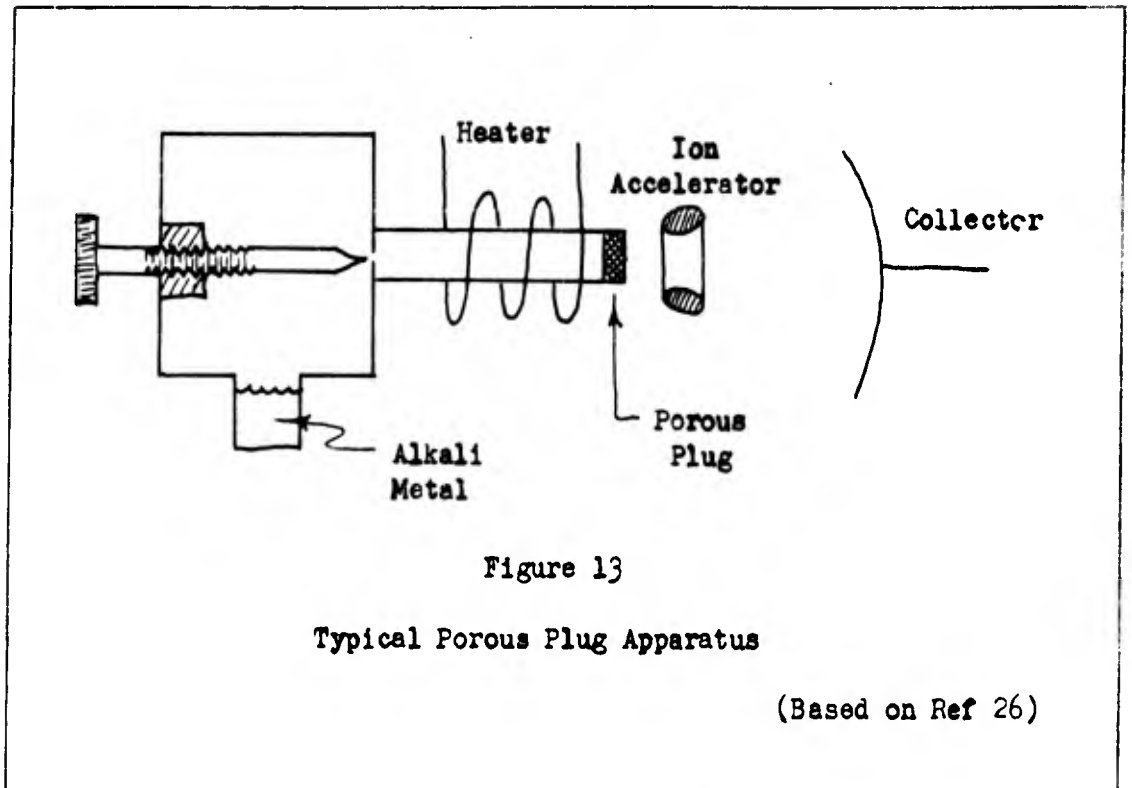 Heater
Ion
Accelerator
Collector
Porous
Plug
Alkali
Metal
Figure 13
Typical Porous Plug Apparatus
(Based on Ref 26)